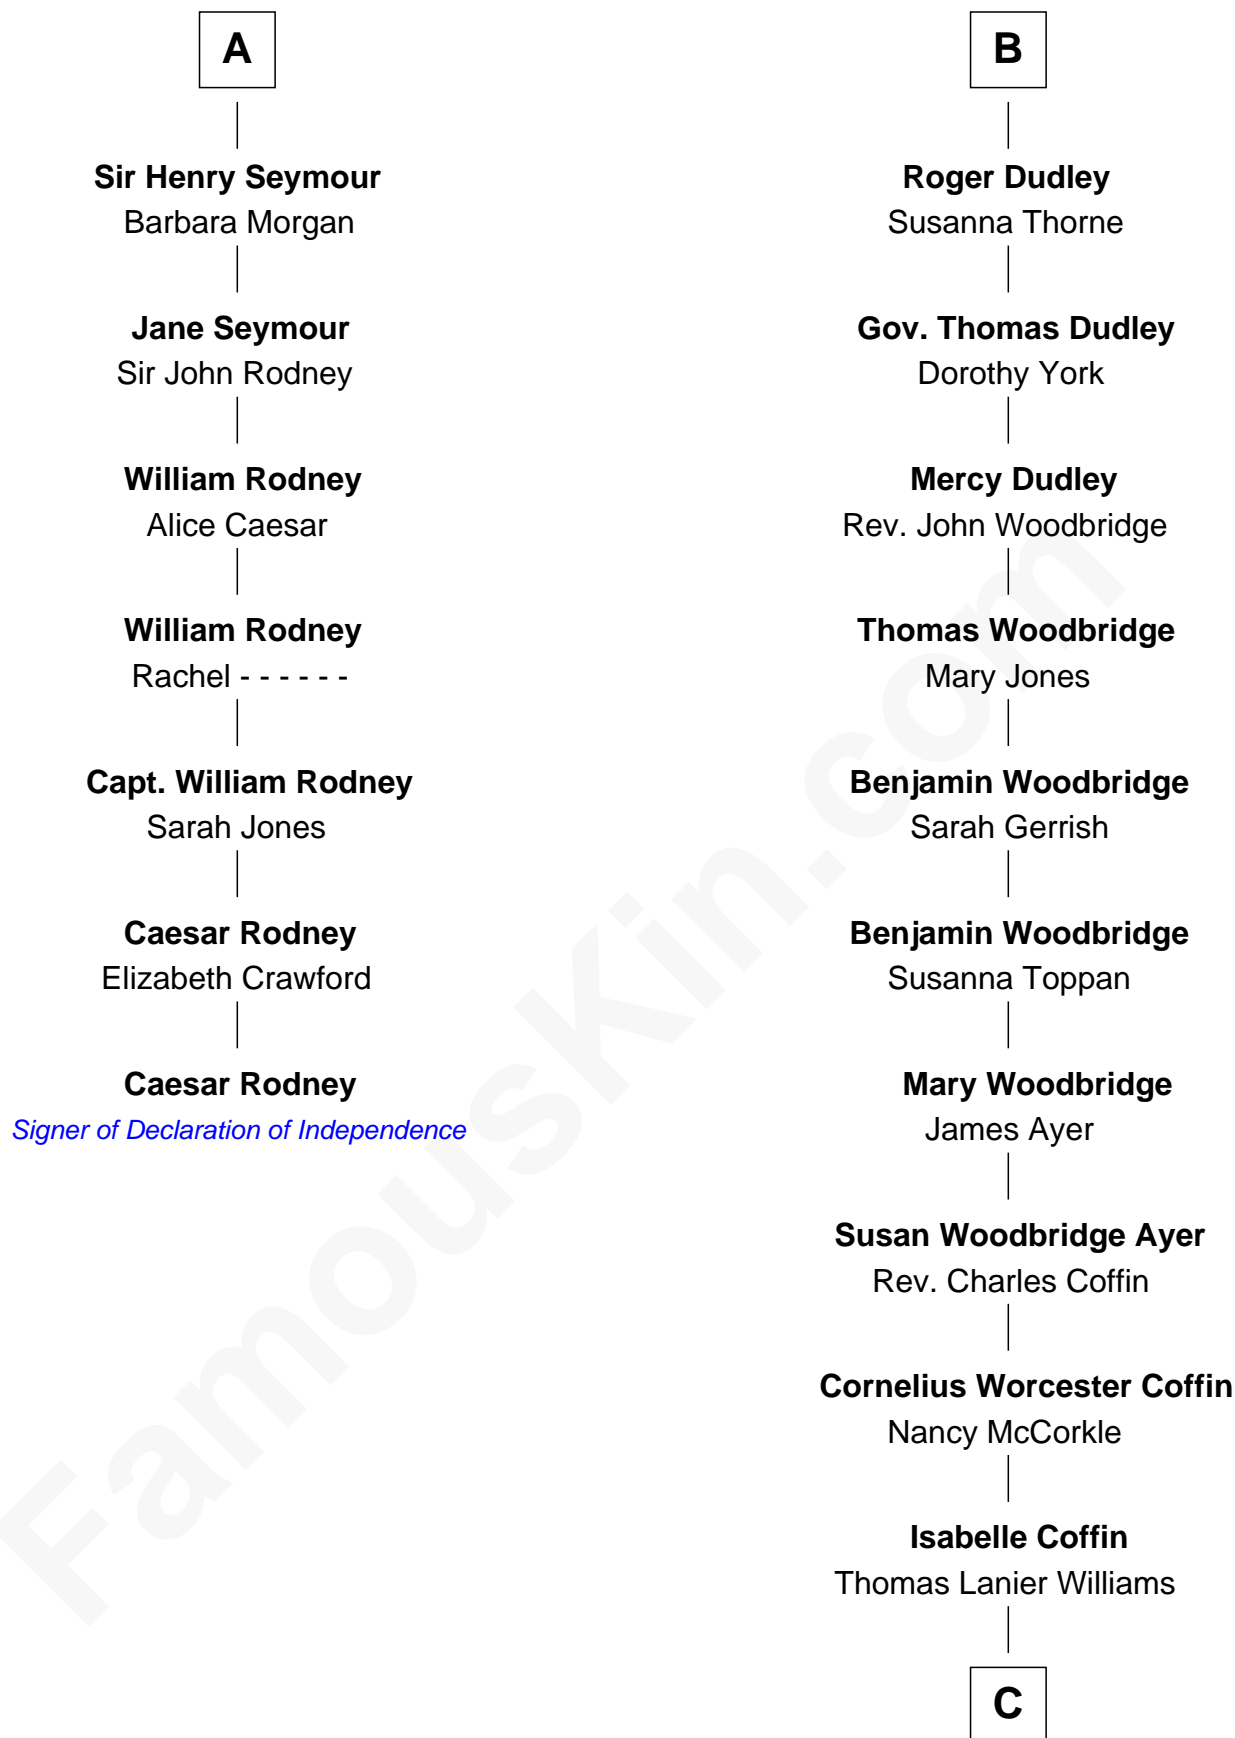 A
Sir Henry Seymour
Barbara Morgan
Jane Seymour
Sir John Rodney
William Rodney
Alice Caesar
William Rodney
Rachel - - - - - -
Capt. William Rodney
Sarah Jones
Caesar Rodney
Elizabeth Crawford
Caesar Rodney
Signer of Declaration of Independence
B
Roger Dudley
Susanna Thorne
Gov. Thomas Dudley
Dorothy York
Mercy Dudley
Rev. John Woodbridge
Thomas Woodbridge
Mary Jones
Benjamin Woodbridge
Sarah Gerrish
Benjamin Woodbridge
Susanna Toppan
Mary Woodbridge
James Ayer
Susan Woodbridge Ayer
Rev. Charles Coffin
Cornelius Worcester Coffin
Nancy McCorkle
Isabelle Coffin
Thomas Lanier Williams
C
FamousKin.com